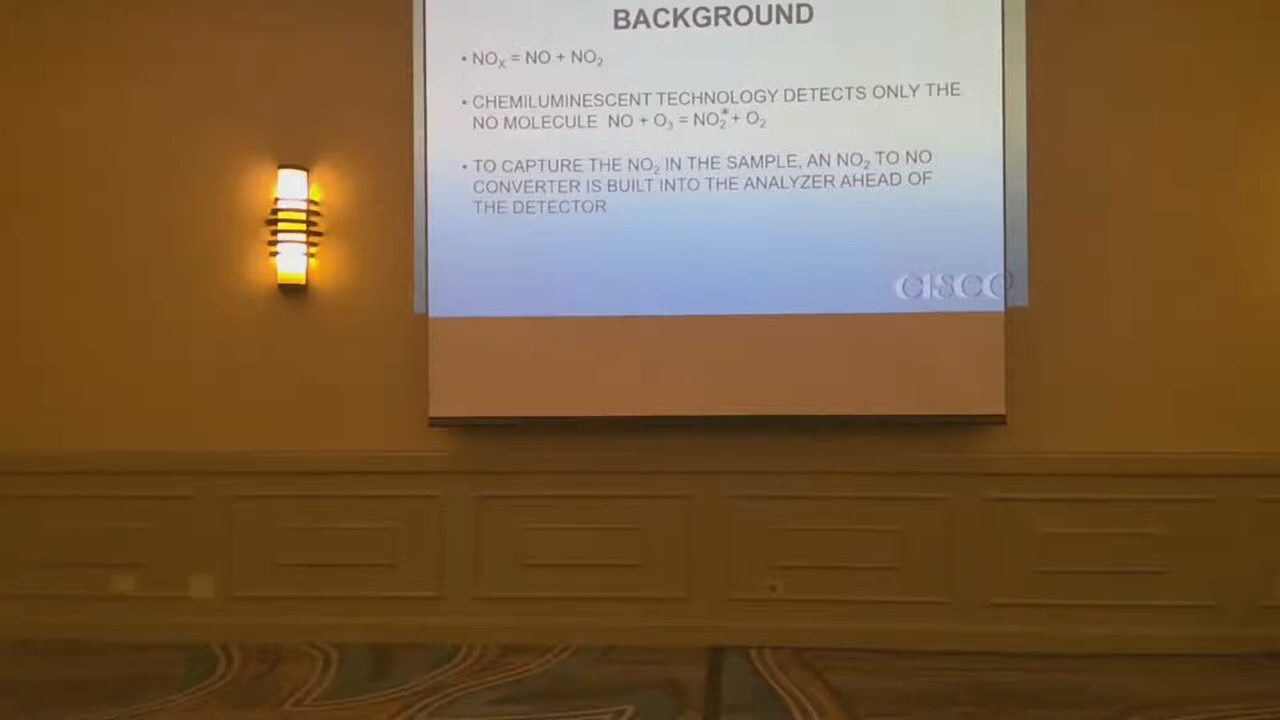 BACKGROUND
• NOₓ = NO + NO₂
• CHEMILUMINESCENT TECHNOLOGY DETECTS ONLY THE
NO MOLECULE NO + O₃ = NO₂* + O₂
• TO CAPTURE THE NO₂ IN THE SAMPLE, AN NO₂ TO NO
CONVERTER IS BUILT INTO THE ANALYZER AHEAD OF
THE DETECTOR
CISCO